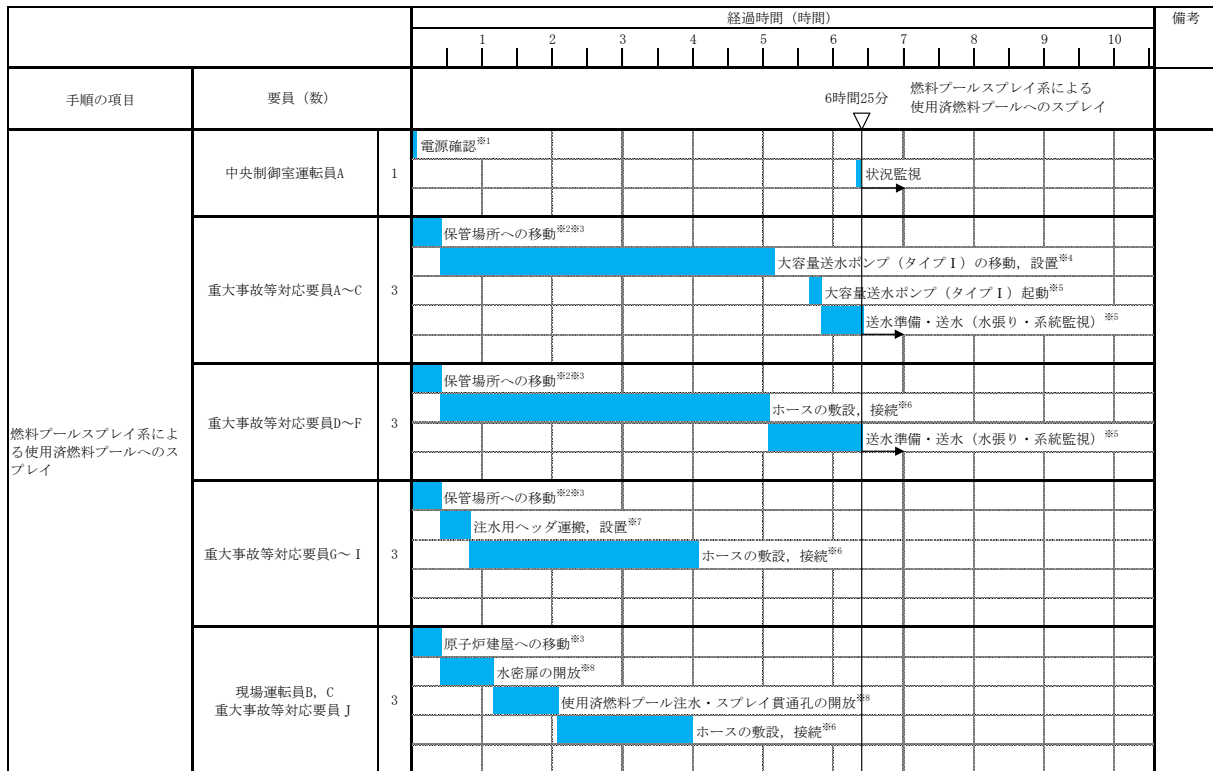 経過時間(時間)
備考
1 2 3 4 5 6 7 8 9 10
手順の項目
要員(数)
6時間25分
燃料プールスプレイ系による
使用済燃料プールへのスプレイ
燃料プールスプレイ系によ
る使用済燃料プールへのス
プレイ
中央制御室運転員A
1
電源確認※1
状況監視
重大事故等対応要員A～C
3
保管場所への移動※2※3
大容量送水ポンプ(タイプⅠ)の移動,設置※4
大容量送水ポンプ(タイプⅠ)起動※5
送水準備・送水(水張り・系統監視)※5
重大事故等対応要員D～F
3
保管場所への移動※2※3
ホースの敷設,接続※6
送水準備・送水(水張り・系統監視)※5
重大事故等対応要員G～I
3
保管場所への移動※2※3
注水用ヘッダ運搬,設置※7
ホースの敷設,接続※6
現場運転員B,C
重大事故等対応要員J
3
原子炉建屋への移動※3
水密扉の開放※8
使用済燃料プール注水・スプレイ貫通孔の開放※8
ホースの敷設,接続※6